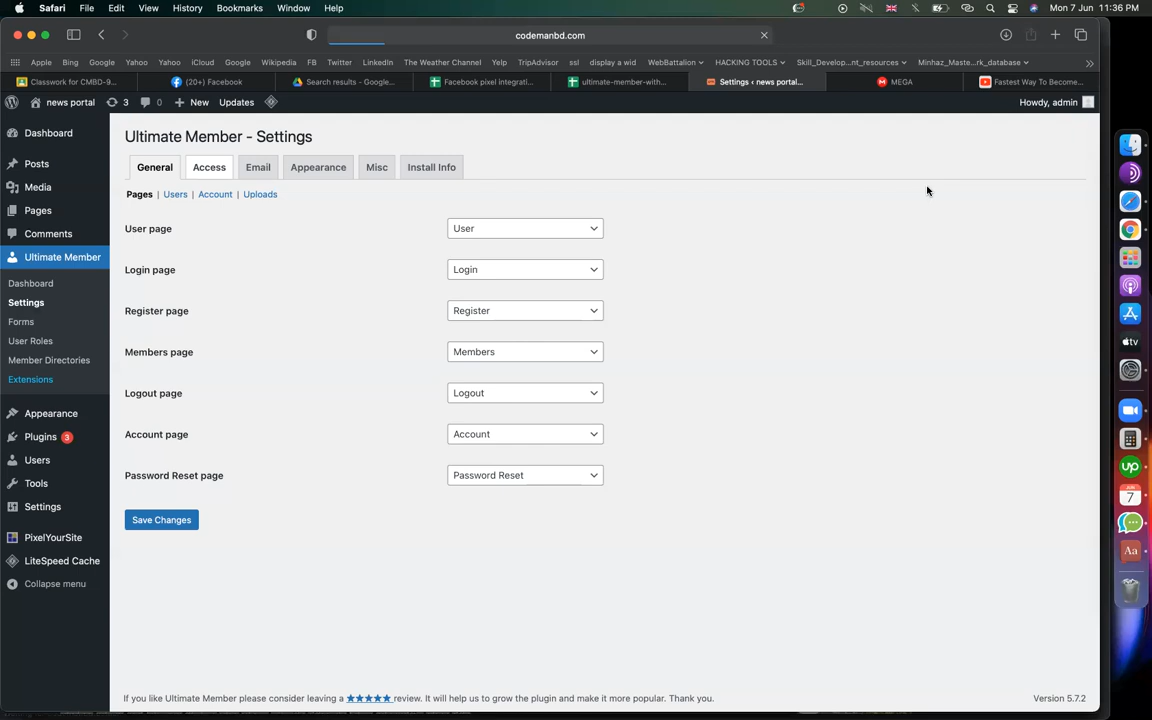 Safari File Edit View History Bookmarks Window Help Mon 7 Jun 11:36 PM
codemanbd.com
Apple Bing Google Yahoo Yahoo iCloud Google Wikipedia FB Twitter LinkedIn The Weather Channel Yelp TripAdvisor ssl display a wid WebBattalion HACKING TOOLS Skill_Develop...nt_resources Minhaz_Maste...rk_database
Classwork for CMBD-9... (20+) Facebook Search results - Google... Facebook pixel integrati... ultimate-member-with... Settings ‹ news portal... MEGA Fastest Way To Become...
news portal 3 0 New Updates Howdy, admin
Dashboard
Posts
Media
Pages
Comments
Ultimate Member
Dashboard
Settings
Forms
User Roles
Member Directories
Extensions
Appearance
Plugins 3
Users
Tools
Settings
PixelYourSite
LiteSpeed Cache
Collapse menu
Ultimate Member - Settings
General Access Email Appearance Misc Install Info
Pages | Users | Account | Uploads
User page User
Login page Login
Register page Register
Members page Members
Logout page Logout
Account page Account
Password Reset page Password Reset
Save Changes
If you like Ultimate Member please consider leaving a ★★★★★ review. It will help us to grow the plugin and make it more popular. Thank you. Version 5.7.2
tv
up
JUN
7
Aa